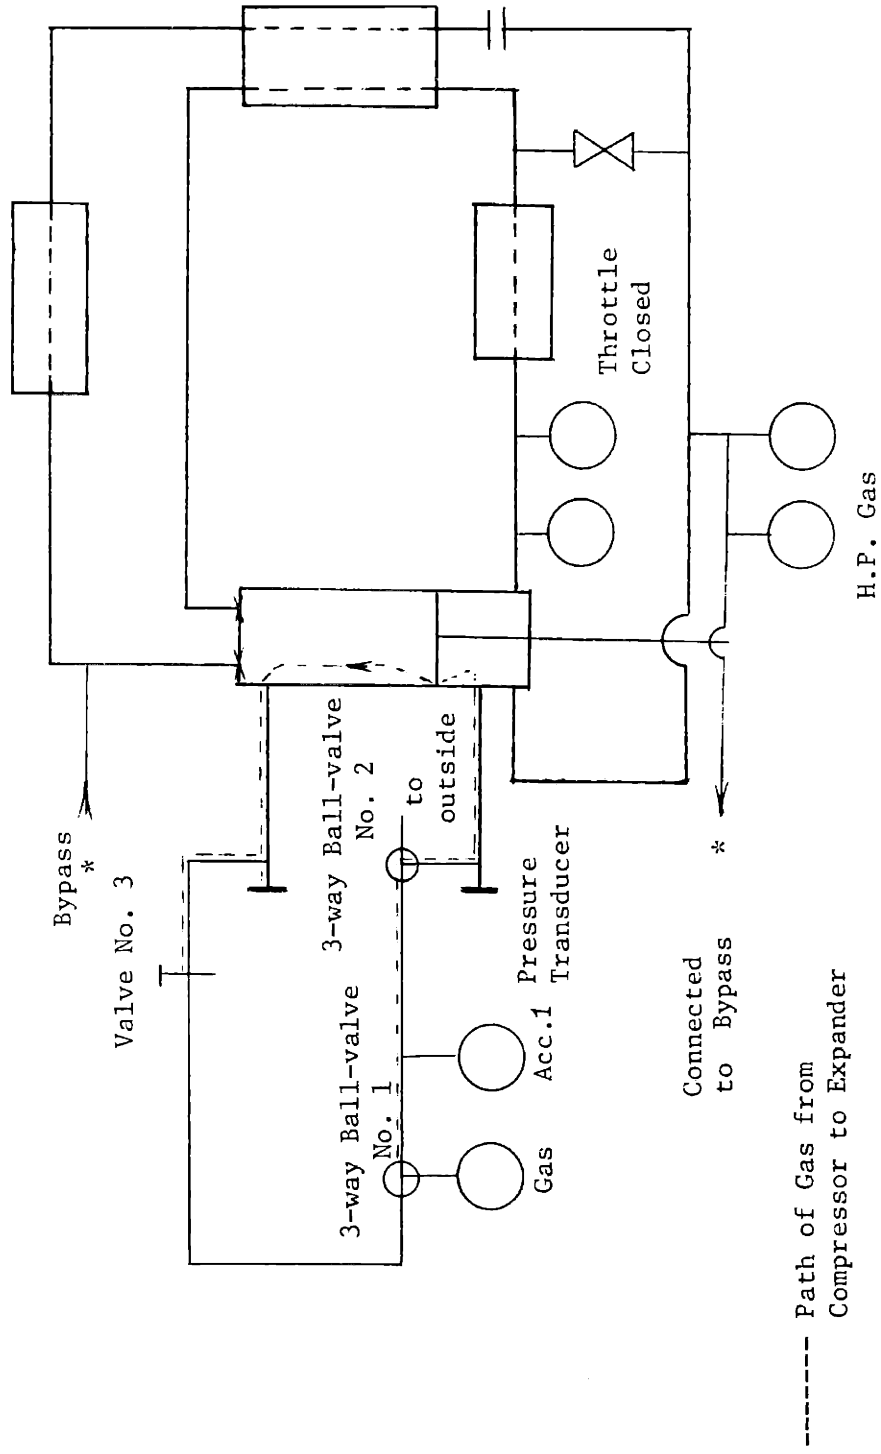 Bypass
*
Valve No. 3
3-way Ball-valve
No. 2
to
outside
3-way Ball-valve
No. 1
Gas
Acc.1
Pressure
Transducer
Throttle
Closed
H.P. Gas
Connected
to Bypass
*
Path of Gas from
Compressor to Expander